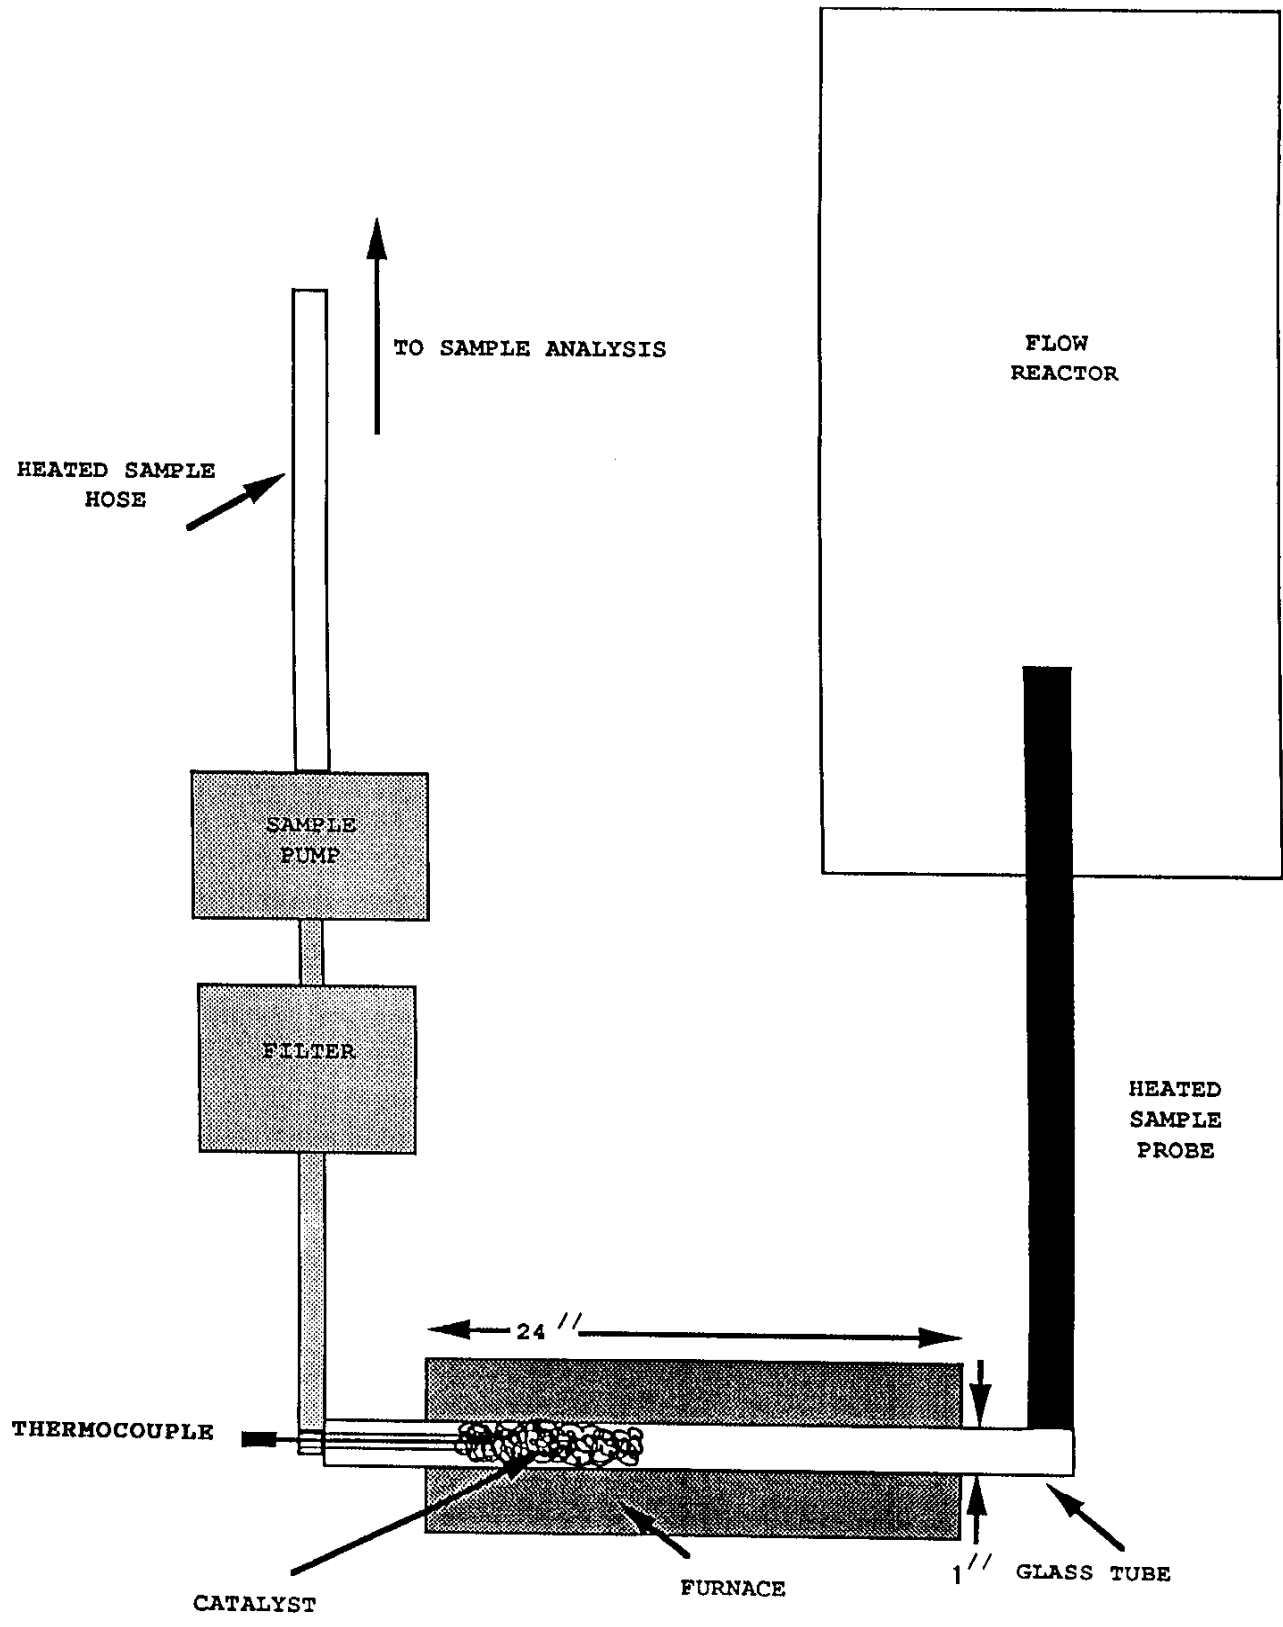 FLOW
REACTOR
TO SAMPLE ANALYSIS
HEATED SAMPLE
HOSE
SAMPLE
PUMP
FILTER
HEATED
SAMPLE
PROBE
24 //
THERMOCOUPLE
1//
GLASS TUBE
FURNACE
CATALYST